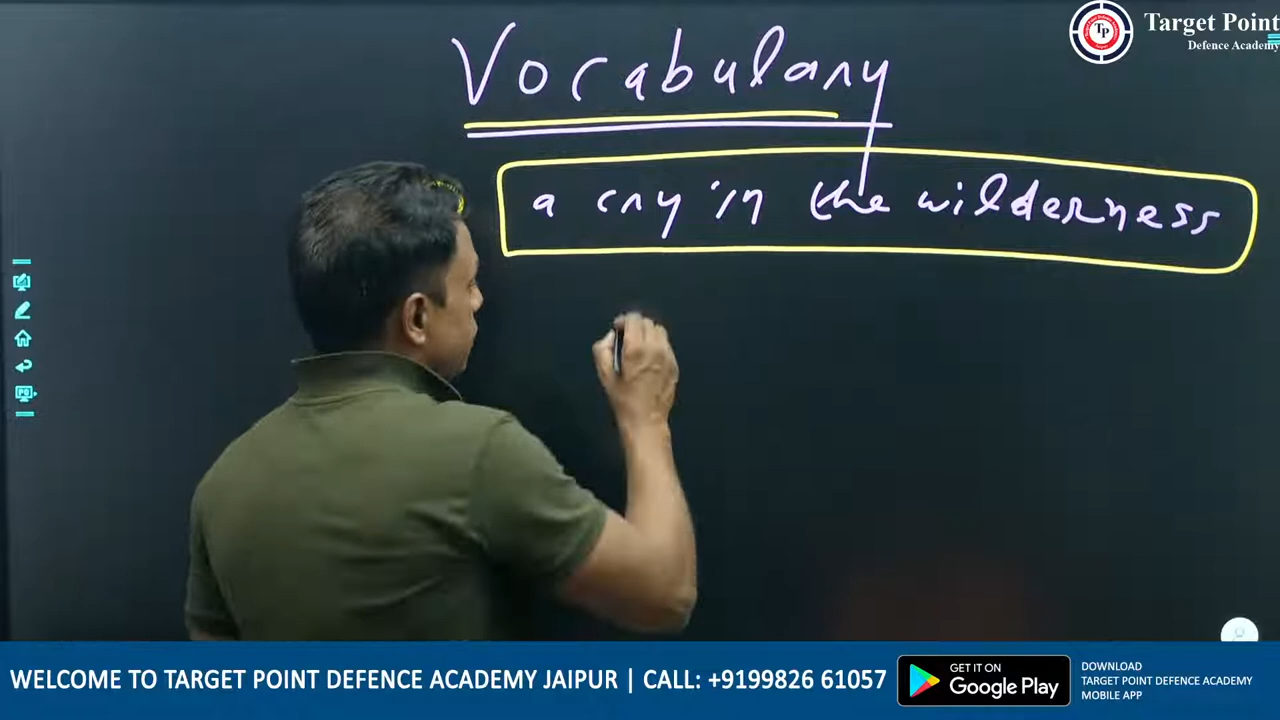 Target Point
Defence Academy
TP
Vocabulary
a cry in the wilderness
WELCOME TO TARGET POINT DEFENCE ACADEMY JAIPUR | CALL: +9199826 61057
GET IT ON
Google Play
DOWNLOAD
TARGET POINT DEFENCE ACADEMY
MOBILE APP